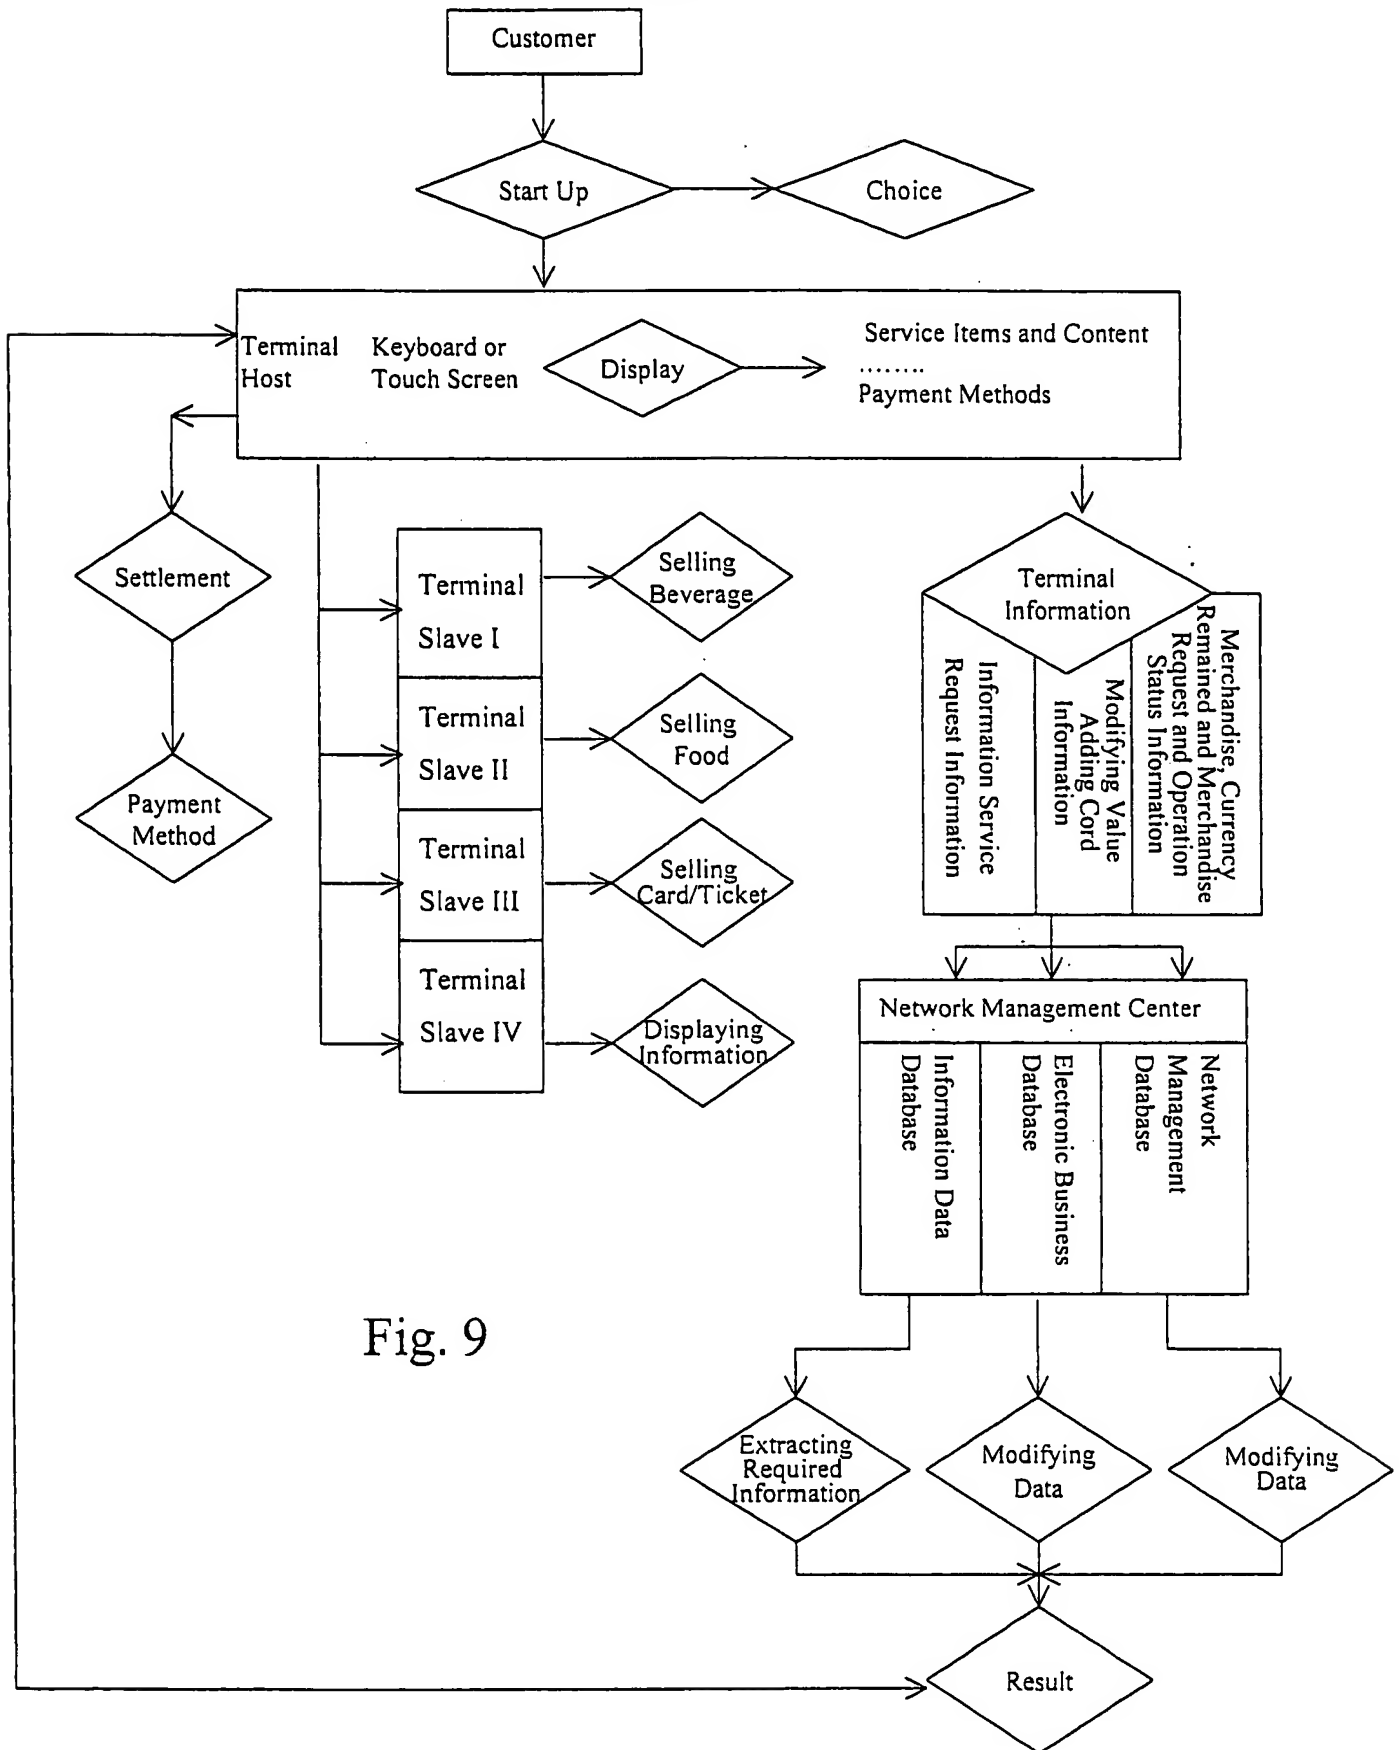 Customer
Start Up
Choice
Terminal
Host
Keyboard or
Touch Screen
Display
Service Items and Content
........
Payment Methods
Settlement
Payment
Method
Terminal
Slave I
Terminal
Slave II
Terminal
Slave III
Terminal
Slave IV
Selling
Beverage
Selling
Food
Selling
Card/Ticket
Displaying
Information
Terminal
Information
Merchandise, Currency
Remained and Merchandise
Request and Operation
Status Information
Modifying Value
Adding Cord
Information
Information Service
Request Information
Network Management Center
Network
Management
Database
Electronic Business
Database
Information Data
Database
Fig. 9
Extracting
Required
Information
Modifying
Data
Modifying
Data
Result